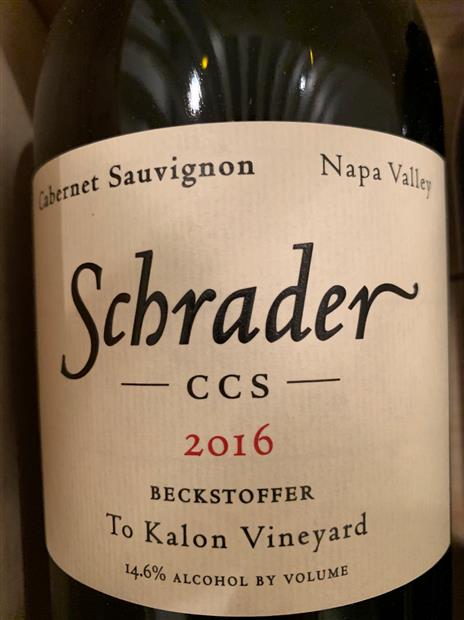 Cabernet Sauvignon Napa Valley
Schrader
— CCS —
2016
BECKSTOFFER
To Kalon Vineyard
14.6% ALCOHOL BY VOLUME